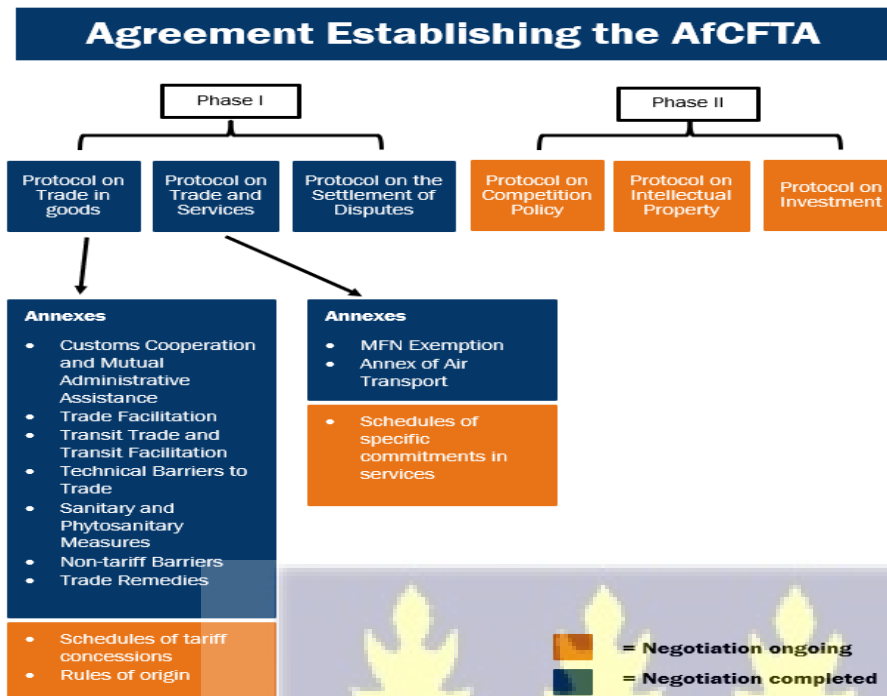 Agreement Establishing the AfCFTA
Phase I
Phase II
Protocol on
Trade in
goods
Protocol on
Trade and
Services
Protocol on the
Settlement of
Disputes
Protocol on
Competition
Policy
Protocol on
Intellectual
Property
Protocol on
Investment
Annexes
• Customs Cooperation
and Mutual
Administrative
Assistance
• Trade Facilitation
• Transit Trade and
Transit Facilitation
• Technical Barriers to
Trade
• Sanitary and
Phytosanitary
Measures
• Non-tariff Barriers
• Trade Remedies
• Schedules of tariff
concessions
• Rules of origin
Annexes
• MFN Exemption
• Annex of Air
Transport
• Schedules of
specific
commitments in
services
= Negotiation ongoing
= Negotiation completed